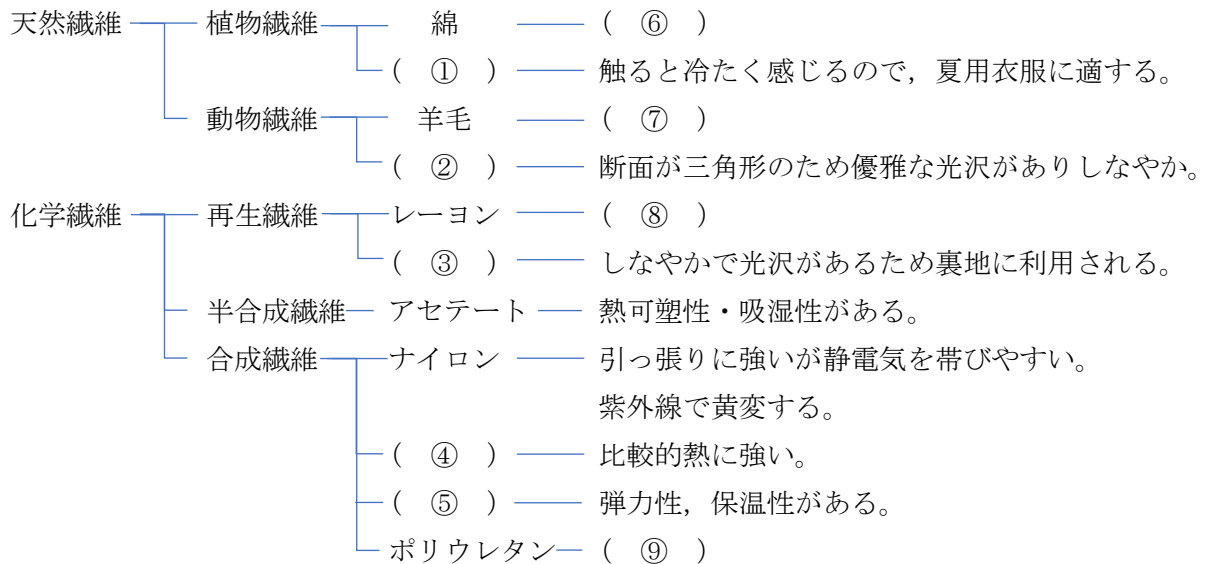 天然繊維 植物繊維 綿 ( ⑥ )
( ① ) 触ると冷たく感じるので，夏用衣服に適する。
動物繊維 羊毛 ( ⑦ )
( ② ) 断面が三角形のため優雅な光沢がありしなやか。
化学繊維 再生繊維 レーヨン ( ⑧ )
( ③ ) しなやかで光沢があるため裏地に利用される。
半合成繊維 アセテート 熱可塑性・吸湿性がある。
合成繊維 ナイロン 引っ張りに強いが静電気を帯びやすい。
紫外線で黄変する。
( ④ ) 比較的熱に強い。
( ⑤ ) 弾力性，保温性がある。
ポリウレタン ( ⑨ )